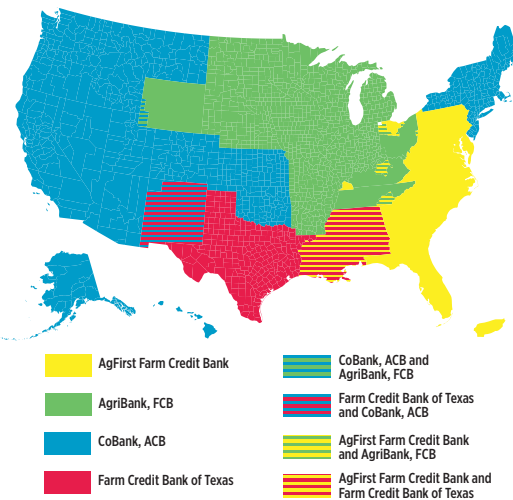 AgFirst Farm Credit Bank
AgriBank, FCB
CoBank, ACB
Farm Credit Bank of Texas
CoBank, ACB and
AgriBank, FCB
Farm Credit Bank of Texas
and CoBank, ACB
AgFirst Farm Credit Bank
and AgriBank, FCB
AgFirst Farm Credit Bank and
Farm Credit Bank of Texas